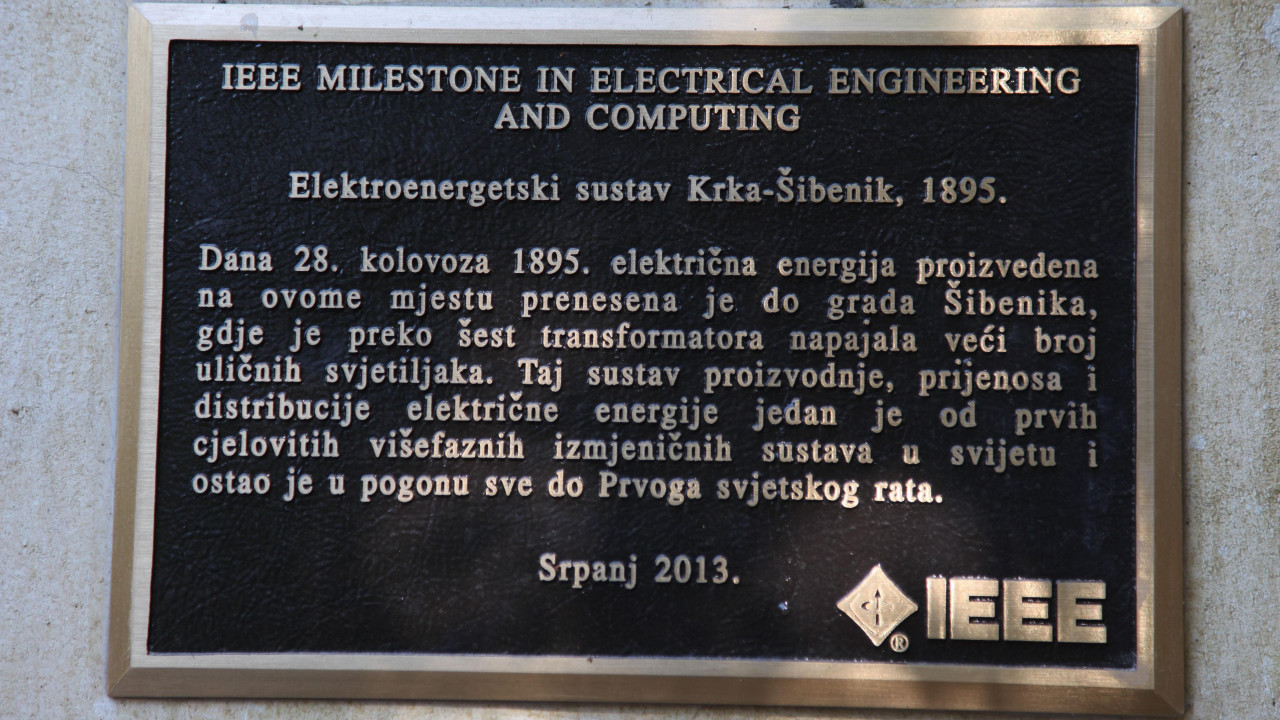 IEEE MILESTONE IN ELECTRICAL ENGINEERING
AND COMPUTING
Elektroenergetski sustav Krka-Šibenik, 1895.
Dana 28. kolovoza 1895. električna energija proizvedena
na ovome mjestu prenesena je do grada Šibenika,
gdje je preko šest transformatora napajala veći broj
uličnih svjetiljaka. Taj sustav proizvodnje, prijenosa i
distribucije električne energije jedan je od prvih
cjelovitih višefaznih izmjeničnih sustava u svijetu i
ostao je u pogonu sve do Prvoga svjetskog rata.
Srpanj 2013.
® IEEE